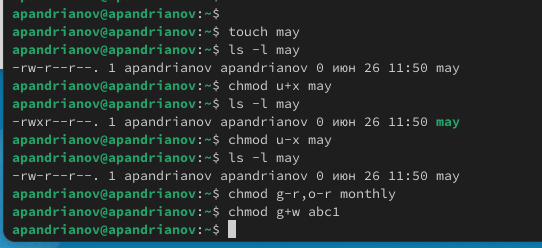 apandrianov@apandrianov:~$
apandrianov@apandrianov:~$ touch may
apandrianov@apandrianov:~$ ls -l may
-rw-r--r--. 1 apandrianov apandrianov 0 июн 26 11:50 may
apandrianov@apandrianov:~$ chmod u+x may
apandrianov@apandrianov:~$ ls -l may
-rwxr--r--. 1 apandrianov apandrianov 0 июн 26 11:50 may
apandrianov@apandrianov:~$ chmod u-x may
apandrianov@apandrianov:~$ ls -l may
-rw-r--r--. 1 apandrianov apandrianov 0 июн 26 11:50 may
apandrianov@apandrianov:~$ chmod g-r,o-r monthly
apandrianov@apandrianov:~$ chmod g+w abc1
apandrianov@apandrianov:~$